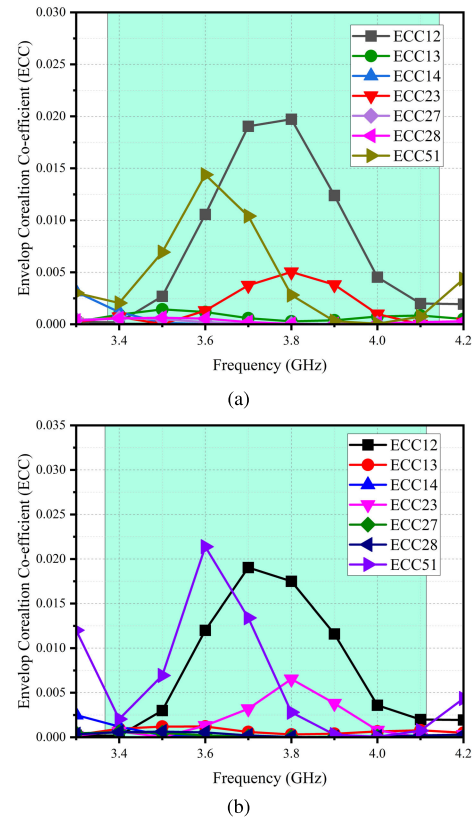 0.030
0.025
0.020
0.015
0.010
0.005
0.000
Envelop Corealtion Co-efficient (ECC)
ECC12
ECC13
ECC14
ECC23
ECC27
ECC28
ECC51
3.4 3.6 3.8 4.0 4.2
Frequency (GHz)
(a)
0.035
0.030
0.025
0.020
0.015
0.010
0.005
0.000
Envelop Corealtion Co-efficient (ECC)
ECC12
ECC13
ECC14
ECC23
ECC27
ECC28
ECC51
3.4 3.6 3.8 4.0 4.2
Frequency (GHz)
(b)